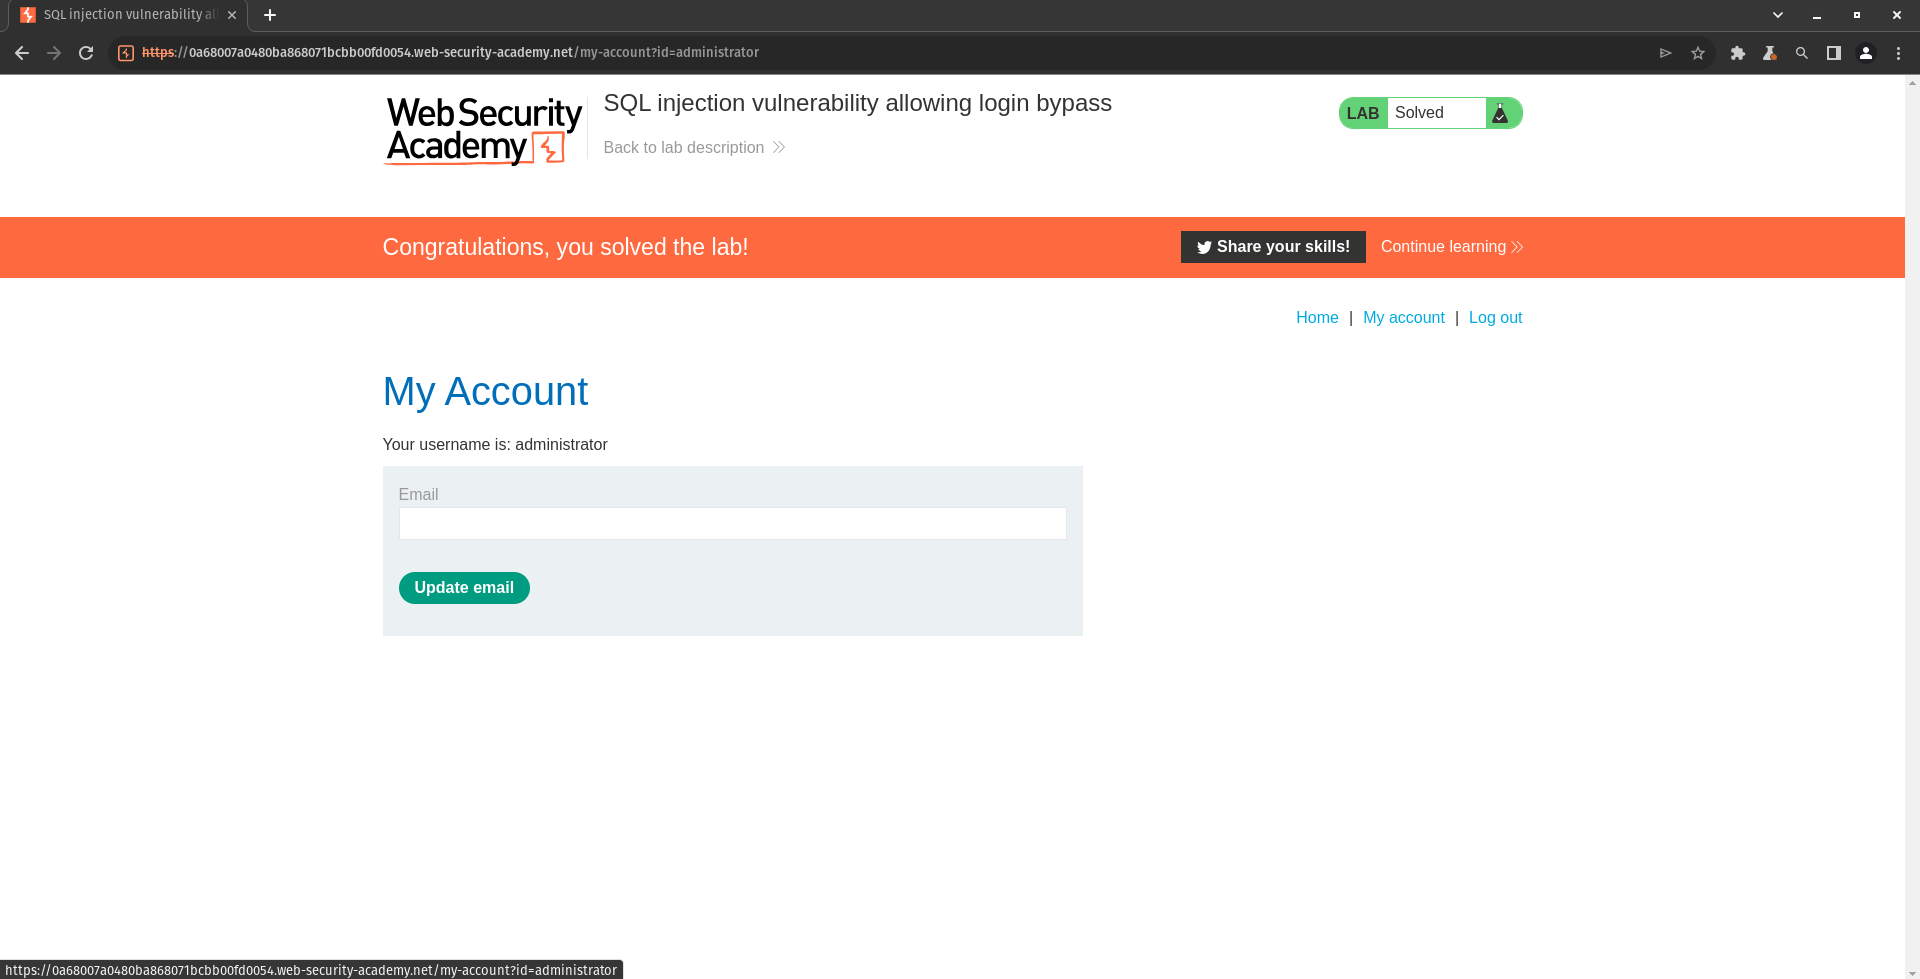 SQL injection vulnerability al
https://0a68007a0480ba868071bcbb00fd0054.web-security-academy.net/my-account?id=administrator
Web Security
Academy
SQL injection vulnerability allowing login bypass
Back to lab description
LAB Solved
Congratulations, you solved the lab!
Share your skills! Continue learning
Home | My account | Log out
My Account
Your username is: administrator
Email
Update email
https://0a68007a0480ba868071bcbb00fd0054.web-security-academy.net/my-account?id=administrator